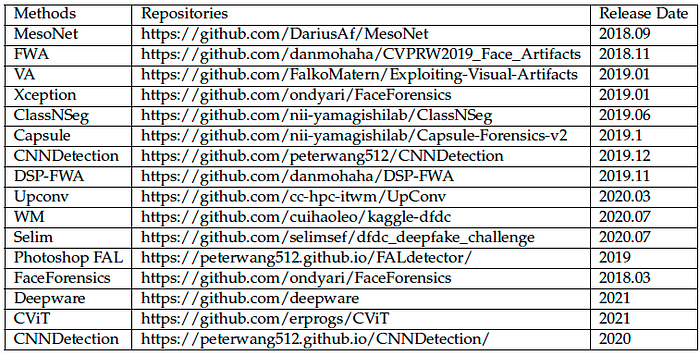 Methods Repositories Release Date
MesoNet https://github.com/DariusAf/MesoNet 2018.09
FWA https://github.com/danmohaha/CVPRW2019_Face_Artifacts 2018.11
VA https://github.com/FalkoMatern/Exploiting-Visual-Artifacts 2019.01
Xception https://github.com/ondyari/FaceForensics 2019.01
ClassNSeg https://github.com/nii-yamagishilab/ClassNSeg 2019.06
Capsule https://github.com/nii-yamagishilab/Capsule-Forensics-v2 2019.1
CNNDetection https://github.com/peterwang512/CNNDetection 2019.12
DSP-FWA https://github.com/danmohaha/DSP-FWA 2019.11
Upconv https://github.com/cc-hpc-itwm/UpConv 2020.03
WM https://github.com/cuihaoleo/kaggle-dfdc 2020.07
Selim https://github.com/selimsef/dfdc_deepfake_challenge 2020.07
Photoshop FAL https://peterwang512.github.io/FALdetector/ 2019
FaceForensics https://github.com/ondyari/FaceForensics 2018.03
Deepware https://github.com/deepware 2021
CViT https://github.com/erprogs/CViT 2021
CNNDetection https://peterwang512.github.io/CNNDetection/ 2020